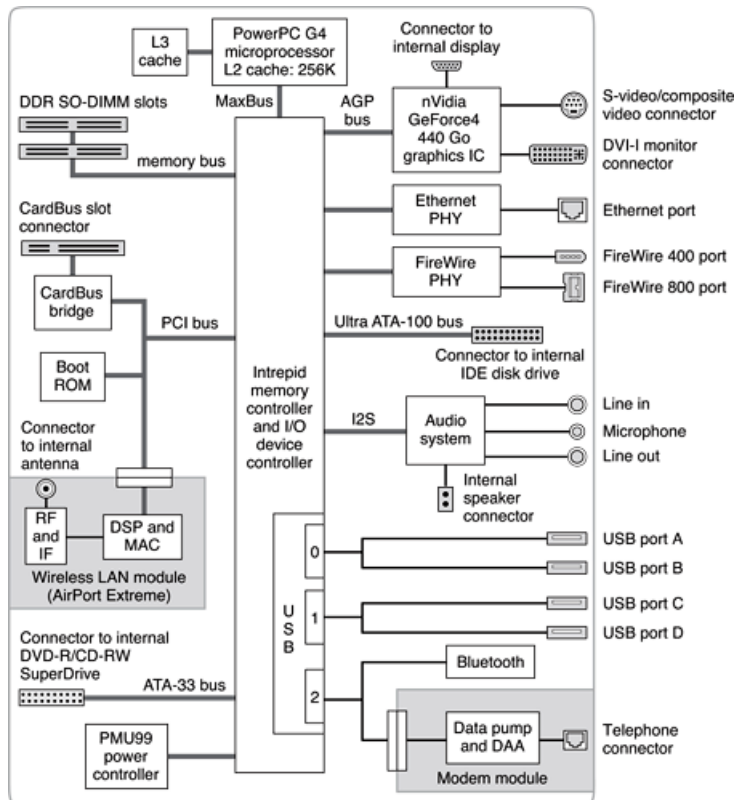 L3
cache
PowerPC G4
microprocessor
L2 cache: 256K
Connector to
internal display
DDR SO-DIMM slots
MaxBus
AGP
bus
nVidia
GeForce4
440 Go
graphics IC
S-video/composite
video connector
memory bus
DVI-I monitor
connector
CardBus slot
connector
Ethernet
PHY
Ethernet port
CardBus
bridge
FireWire
PHY
FireWire 400 port
FireWire 800 port
PCI bus
Ultra ATA-100 bus
Connector to internal
IDE disk drive
Boot
ROM
Intrepid
memory
controller
and I/O
device
controller
I2S
Audio
system
Line in
Microphone
Line out
Connector
to internal
antenna
Internal
speaker
connector
RF
and
IF
DSP and
MAC
Wireless LAN module
(AirPort Extreme)
U
S
B
0
USB port A
USB port B
1
USB port C
USB port D
2
Bluetooth
Connector to internal
DVD-R/CD-RW
SuperDrive
ATA-33 bus
PMU99
power
controller
Data pump
and DAA
Modem module
Telephone
connector